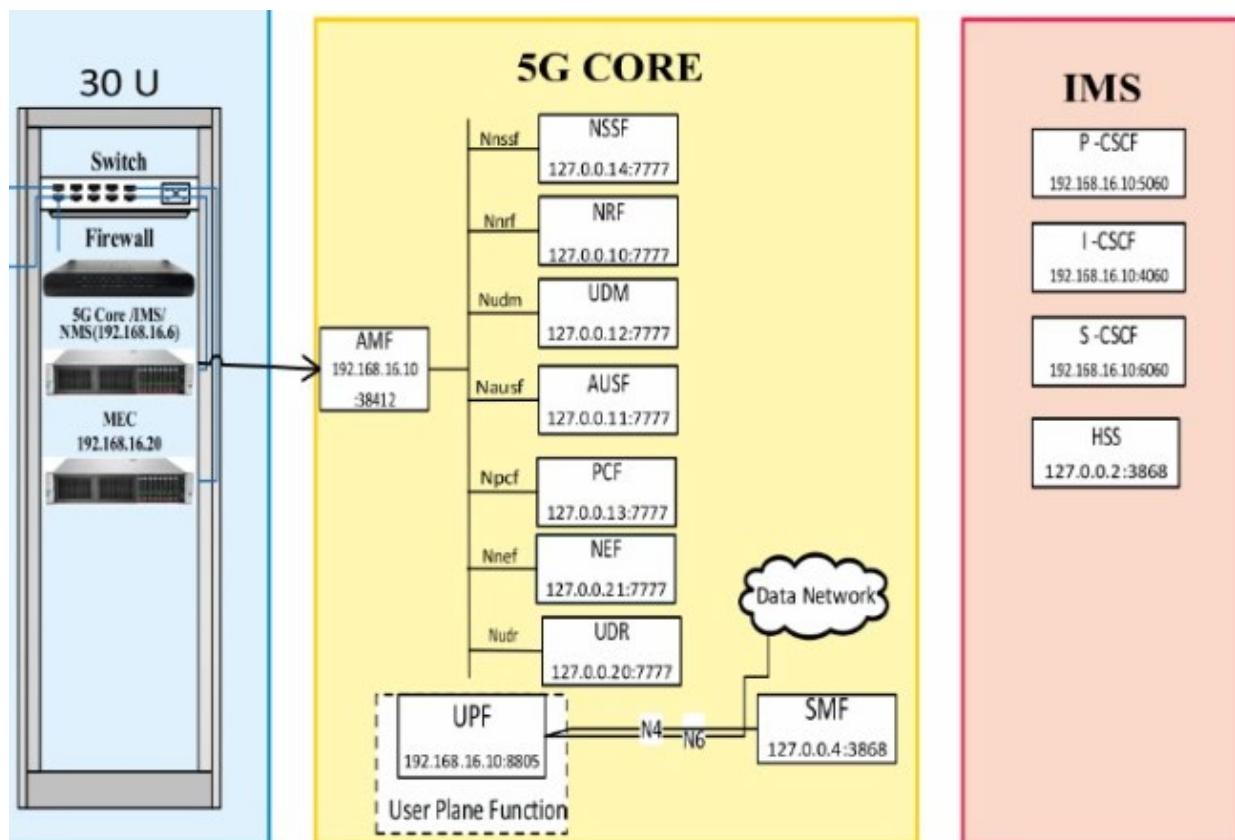 30 U
Switch
Firewall
5G Core /IMS/
NMS(192.168.16.6)
MEC
192.168.16.20
5G CORE
AMF
192.168.16.10
:38412
Nnssf
NSSF
127.0.0.14:7777
Nnrf
NRF
127.0.0.10:7777
Nudm
UDM
127.0.0.12:7777
Nausf
AUSF
127.0.0.11:7777
Npcf
PCF
127.0.0.13:7777
Nnef
NEF
127.0.0.21:7777
Nudr
UDR
127.0.0.20:7777
Data Network
UPF
192.168.16.10:8805
User Plane Function
N4
N6
SMF
127.0.0.4:3868
IMS
P -CSCF
192.168.16.10:5060
I -CSCF
192.168.16.10:4060
S -CSCF
192.168.16.10:6060
HSS
127.0.0.2:3868